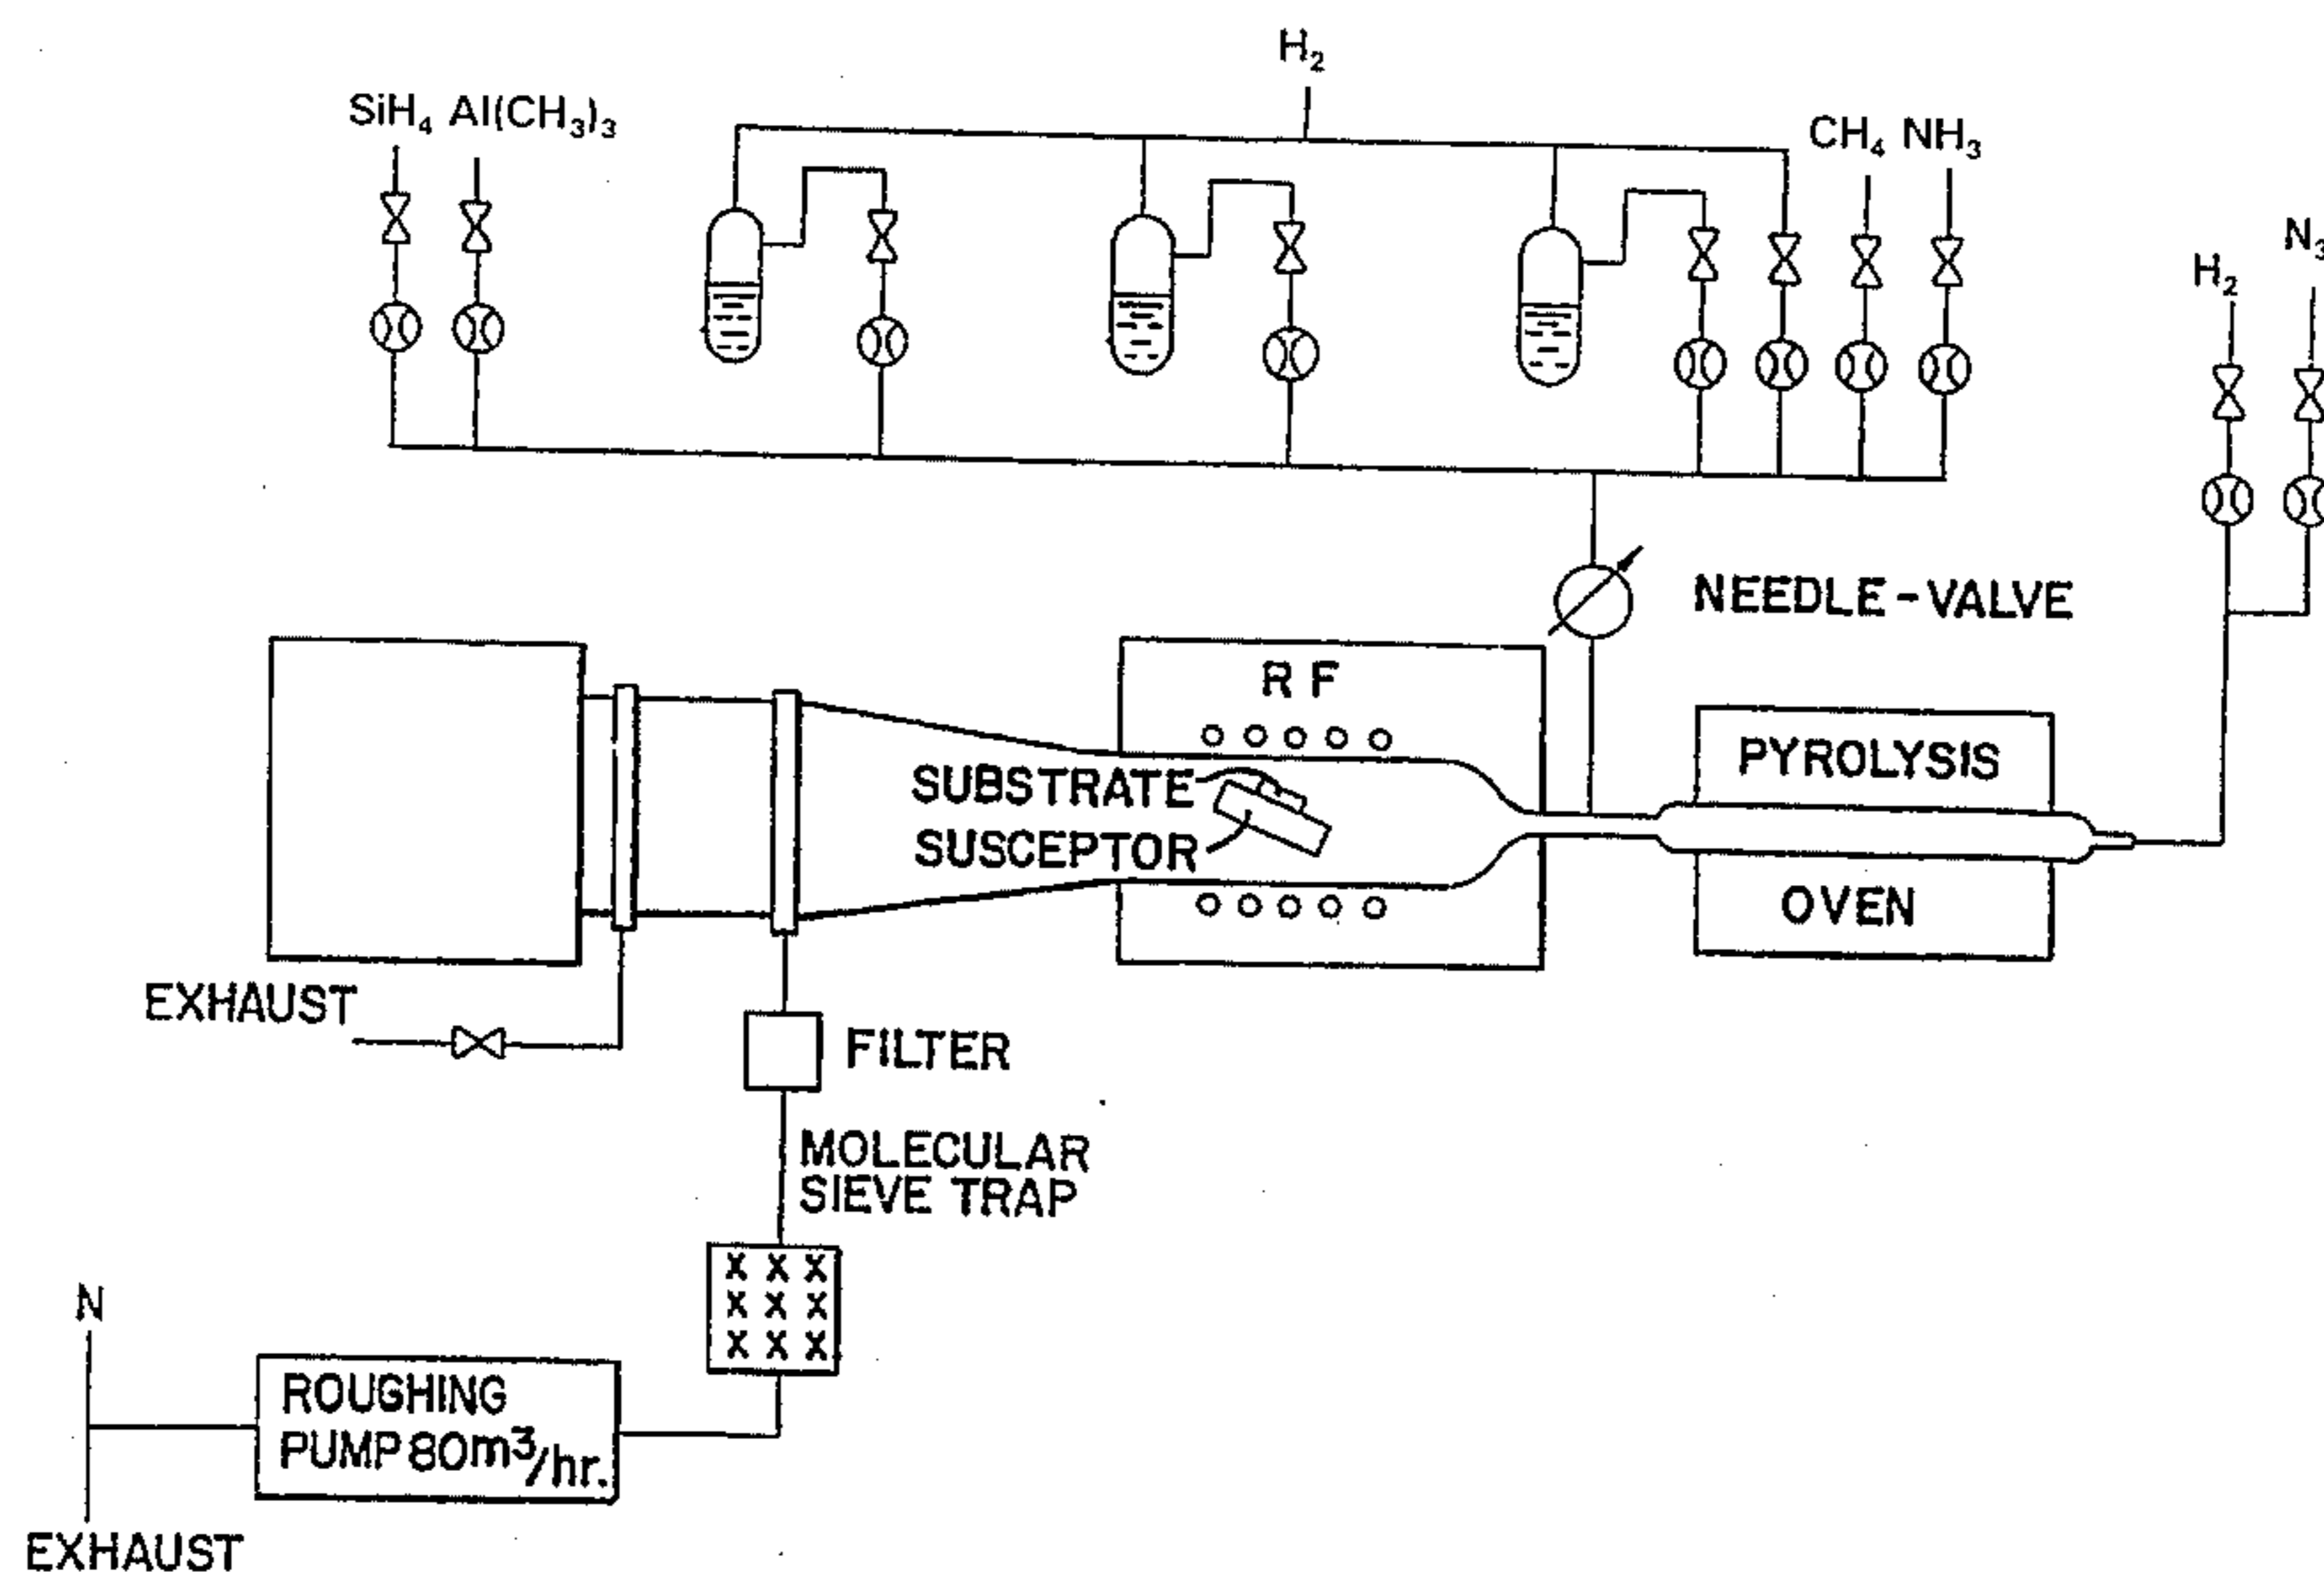 H₂
SiH₄ Al(CH₃)₃
CH₄ NH₃
H₂
N₃
NEEDLE-VALVE
RF
PYROLYSIS
OVEN
SUBSTRATE
SUSCEPTOR
EXHAUST
FILTER
MOLECULAR
SIEVE TRAP
X X X
X X X
X X X
N
ROUGHING
PUMP 80m³/hr.
EXHAUST